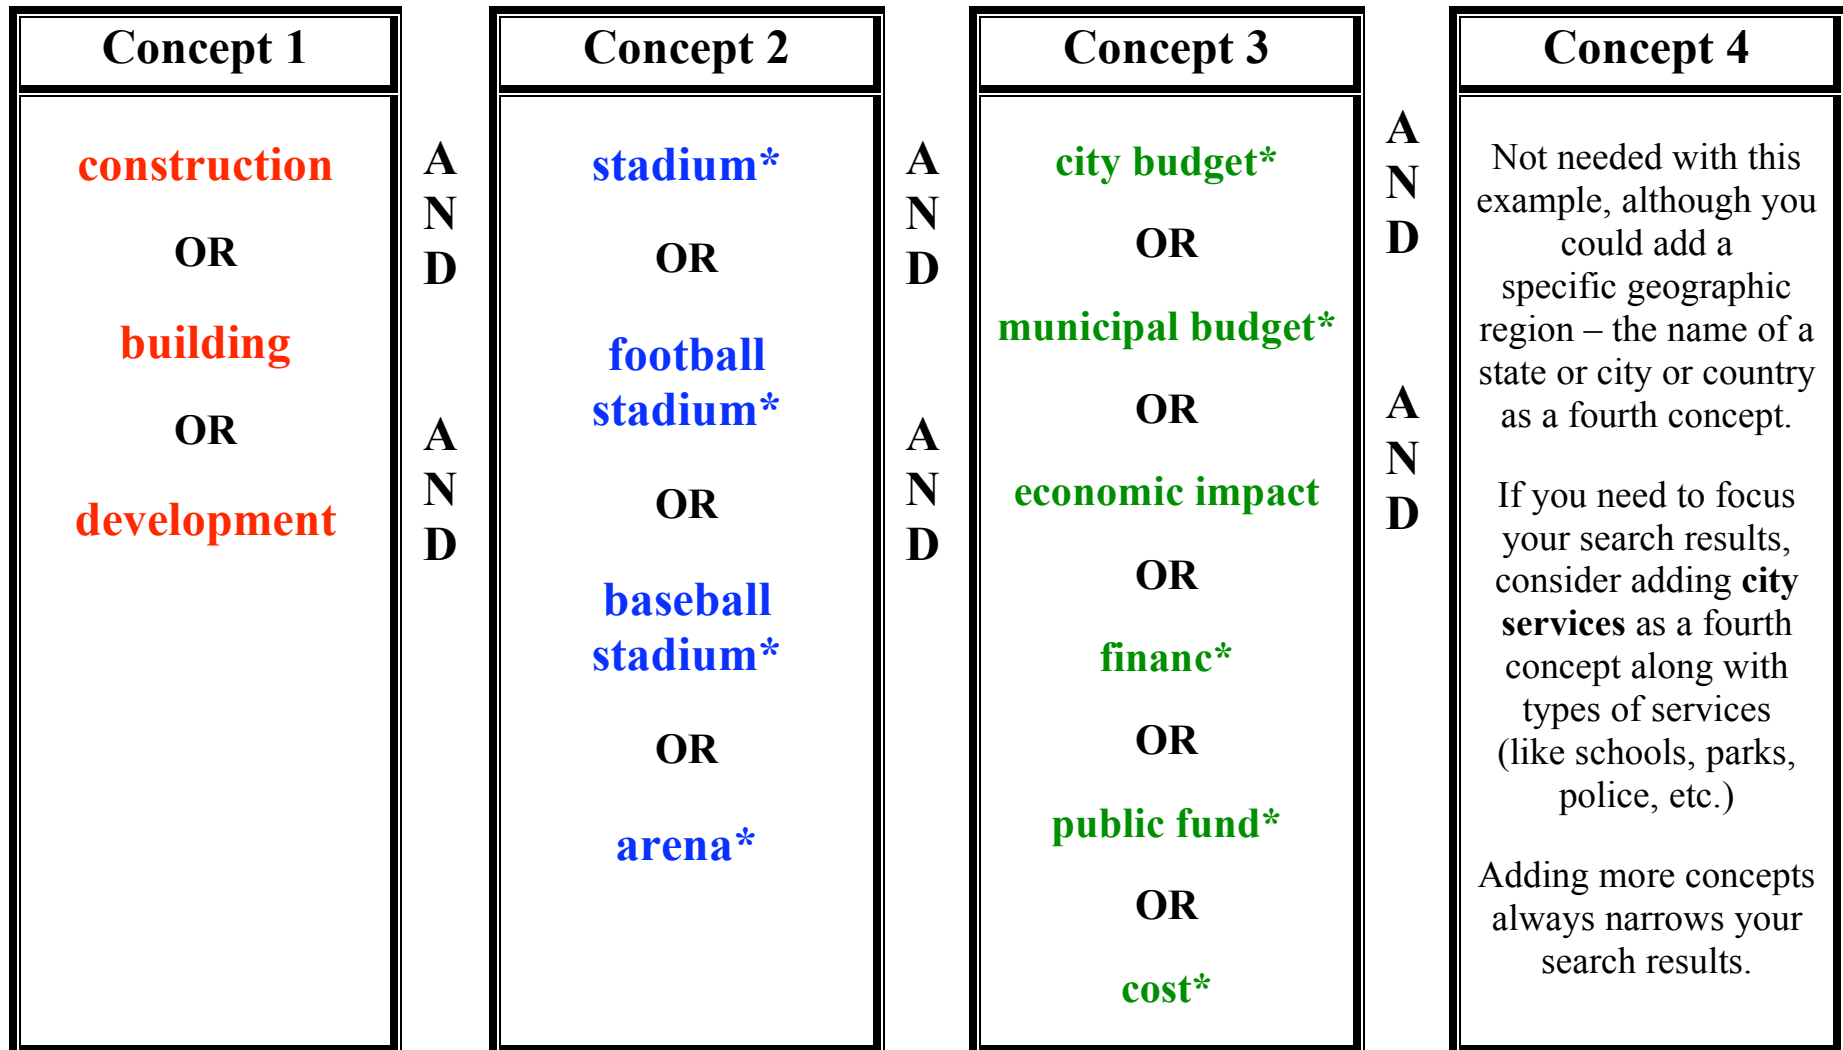 Concept 1
construction
OR
building
OR
development
A
N
D
A
N
D
Concept 2
stadium*
OR
football
stadium*
OR
baseball
stadium*
OR
arena*
A
N
D
A
N
D
Concept 3
city budget*
OR
municipal budget*
OR
economic impact
OR
financ*
OR
public fund*
OR
cost*
A
N
D
A
N
D
Concept 4
Not needed with this
example, although you
could add a
specific geographic
region – the name of a
state or city or country
as a fourth concept.
If you need to focus
your search results,
consider adding city
services as a fourth
concept along with
types of services
(like schools, parks,
police, etc.)
Adding more concepts
always narrows your
search results.